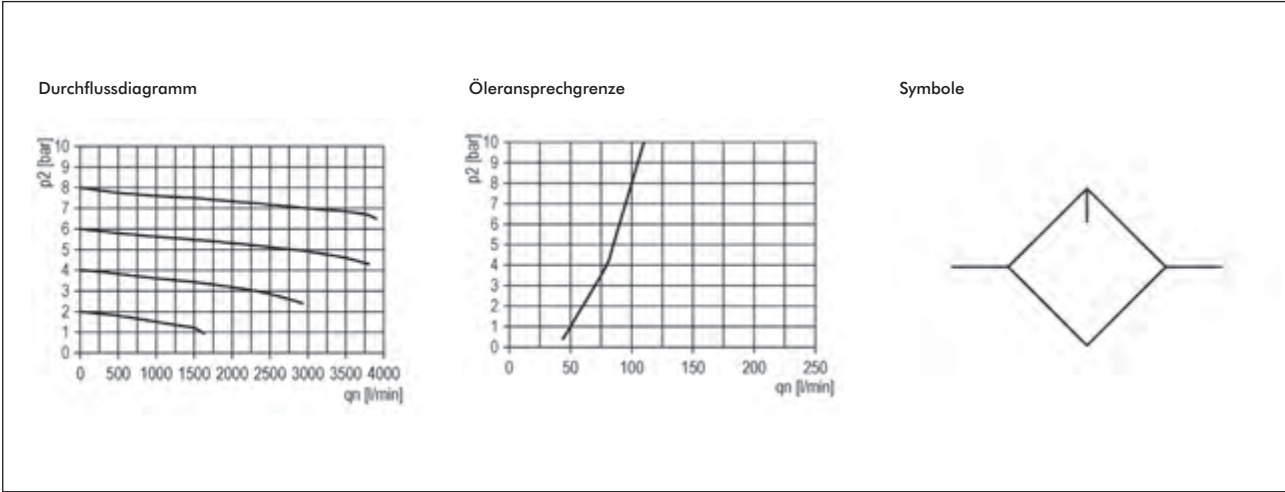 Durchflussdiagramm
p2 [bar]
10
9
8
7
6
5
4
3
2
1
0
0 500 1000 1500 2000 2500 3000 3500 4000
qn [l/min]
Öleransprechgrenze
p2 [bar]
10
9
8
7
6
5
4
3
2
1
0
0 50 100 150 200 250
qn [l/min]
Symbole